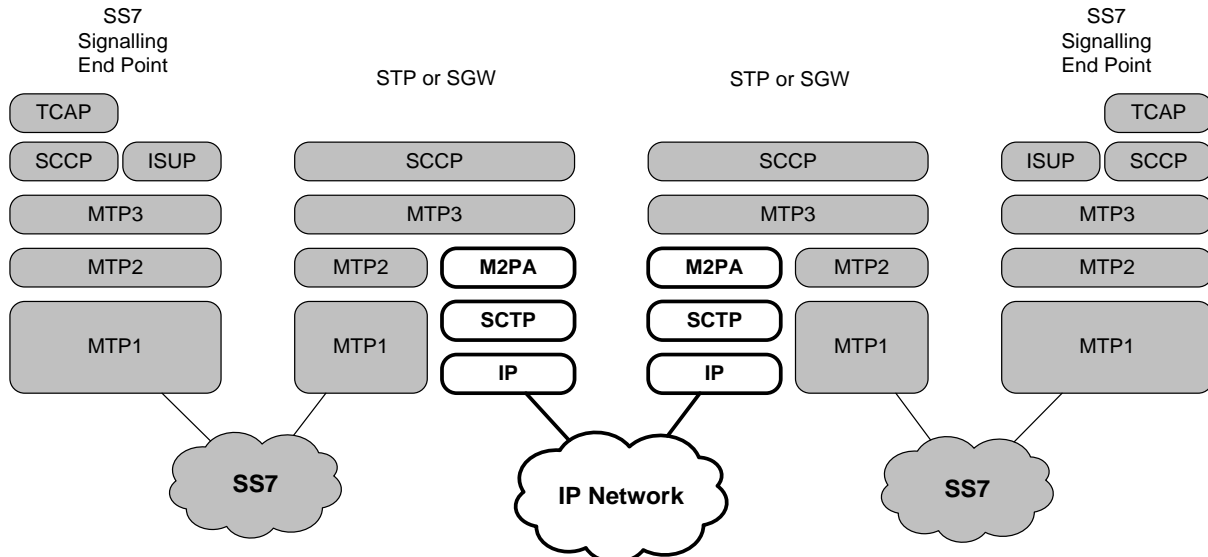 SS7
Signalling
End Point
STP or SGW
STP or SGW
SS7
Signalling
End Point
TCAP
TCAP
SCCP
ISUP
SCCP
SCCP
ISUP
SCCP
MTP3
MTP3
MTP3
MTP3
MTP2
MTP2
M2PA
M2PA
MTP2
MTP2
MTP1
MTP1
SCTP
SCTP
MTP1
MTP1
IP
IP
SS7
IP Network
SS7